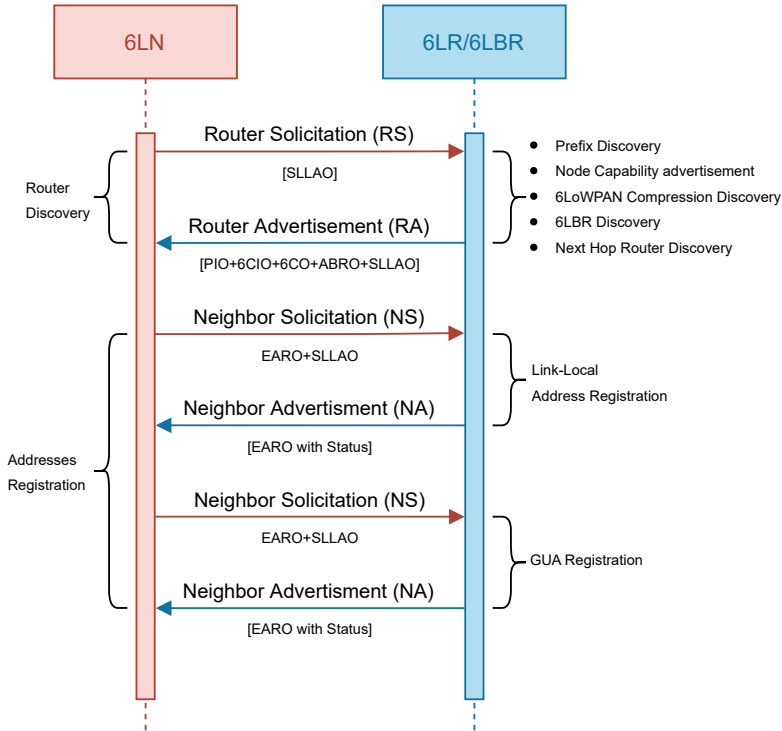 6LN
6LR/6LBR
Router Solicitation (RS)
[SLLAO]
Router Advertisement (RA)
[PIO+6CIO+6CO+ABRO+SLLAO]
Router
Discovery
● Prefix Discovery
● Node Capability advertisement
● 6LoWPAN Compression Discovery
● 6LBR Discovery
● Next Hop Router Discovery
Neighbor Solicitation (NS)
EARO+SLLAO
Neighbor Advertisment (NA)
[EARO with Status]
Link-Local
Address Registration
Addresses
Registration
Neighbor Solicitation (NS)
EARO+SLLAO
Neighbor Advertisment (NA)
[EARO with Status]
GUA Registration